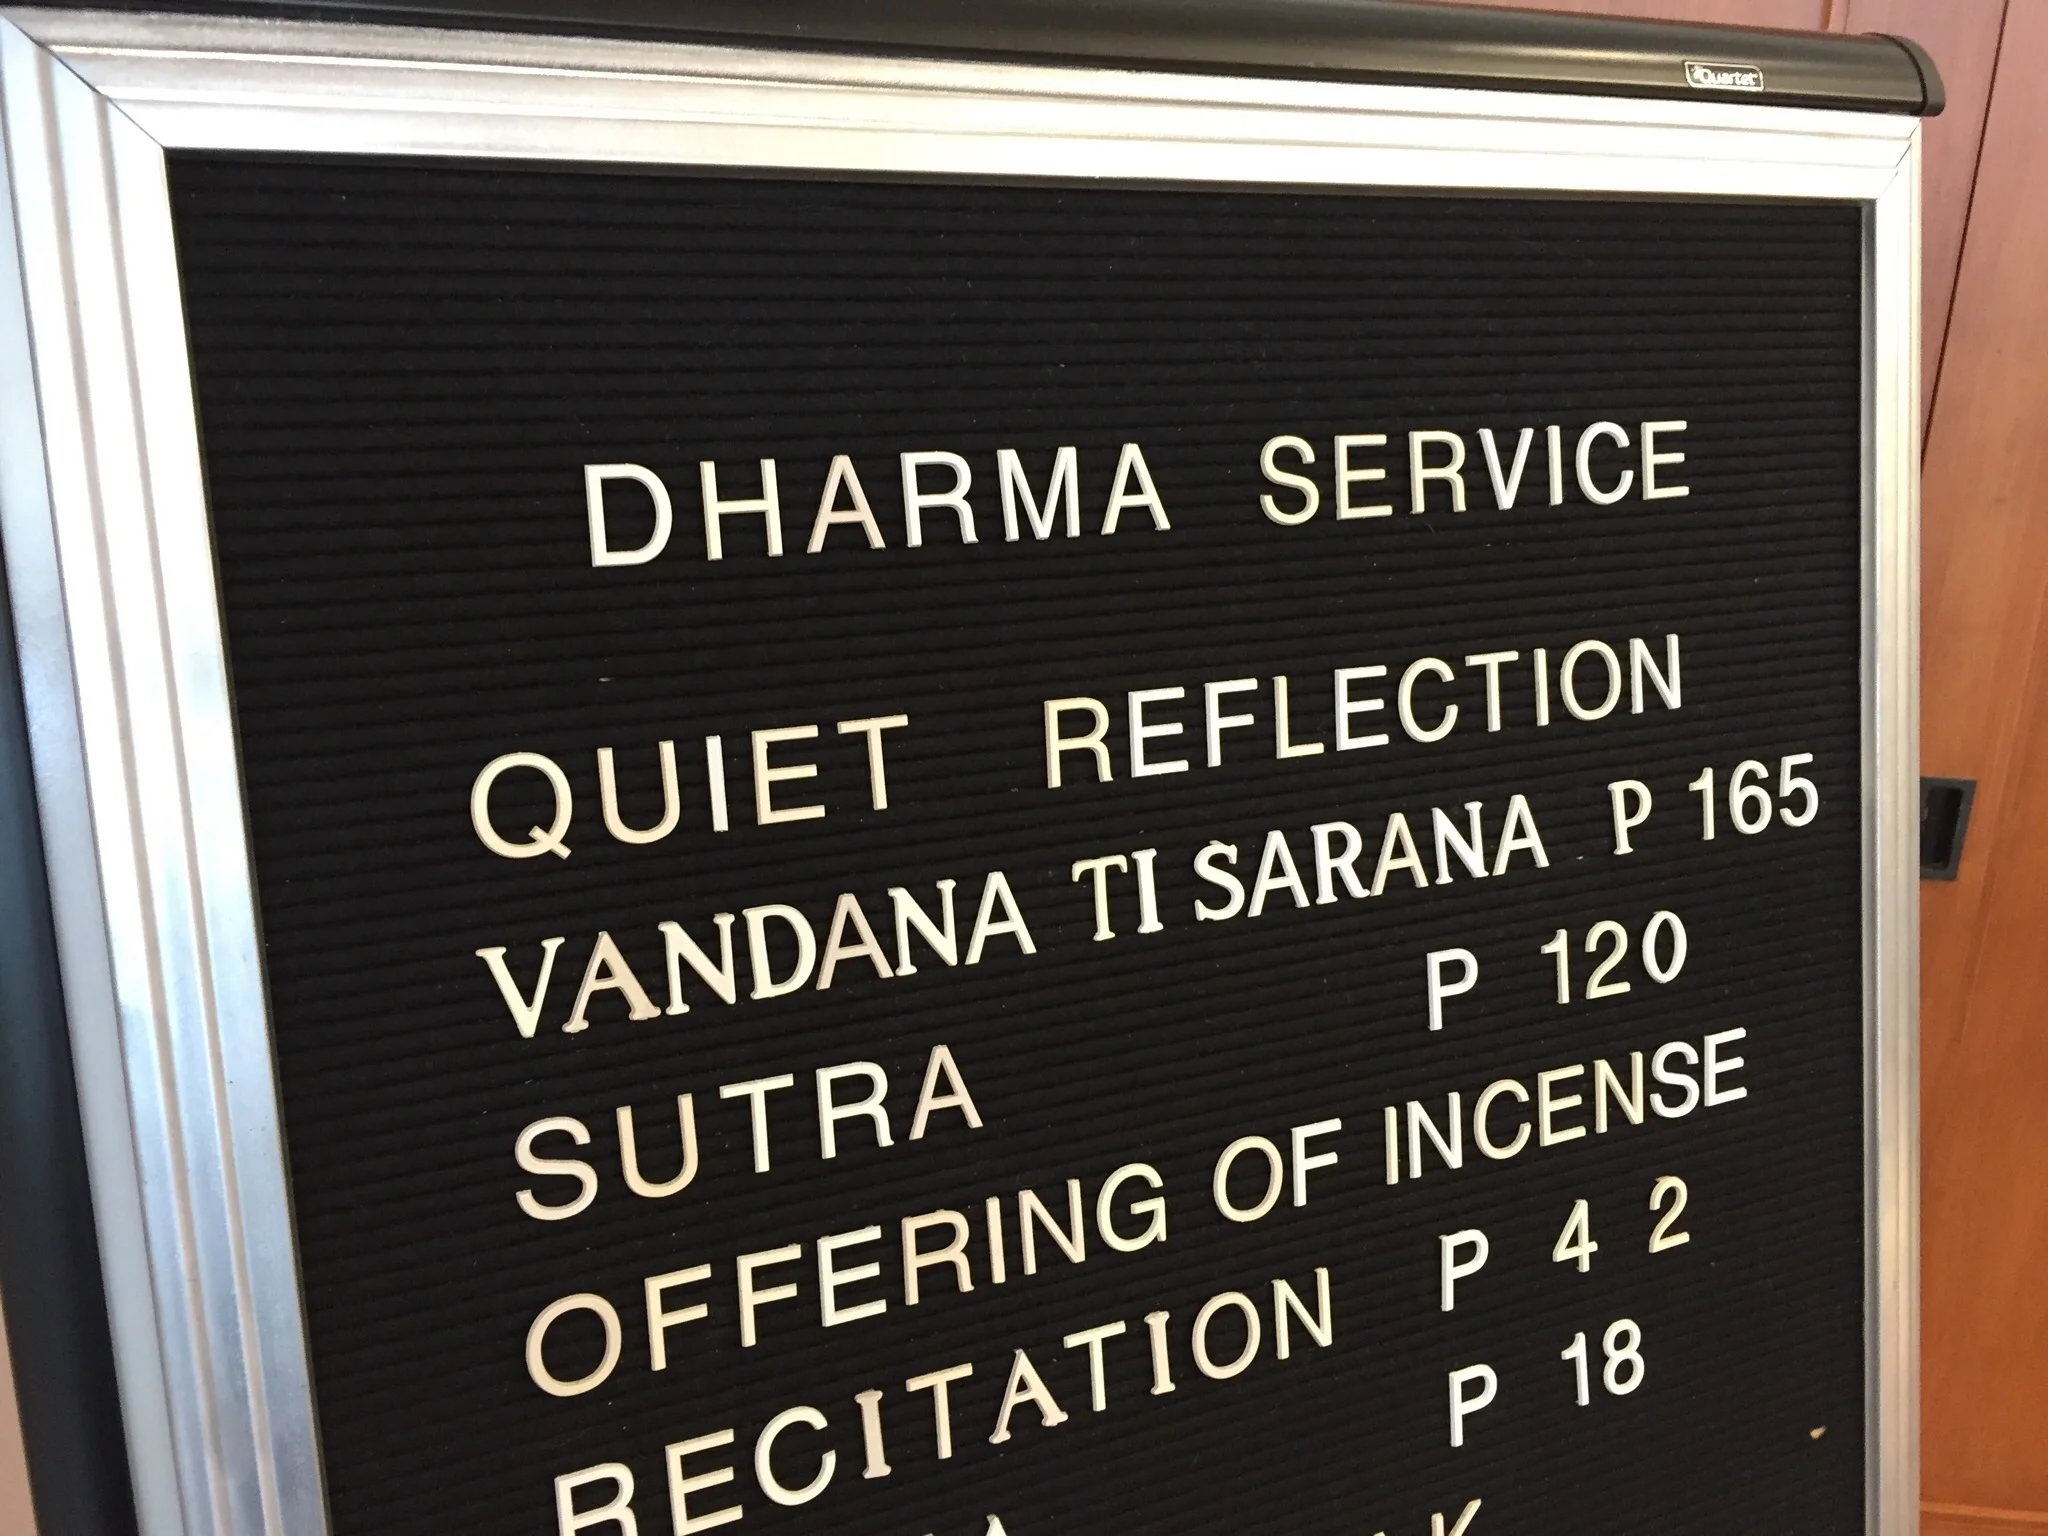 Quartet
DHARMA SERVICE
QUIET REFLECTION
VANDANA TI SARANA P 165
SUTRA P 120
OFFERING OF INCENSE
RECITATION P 4 2
P 18